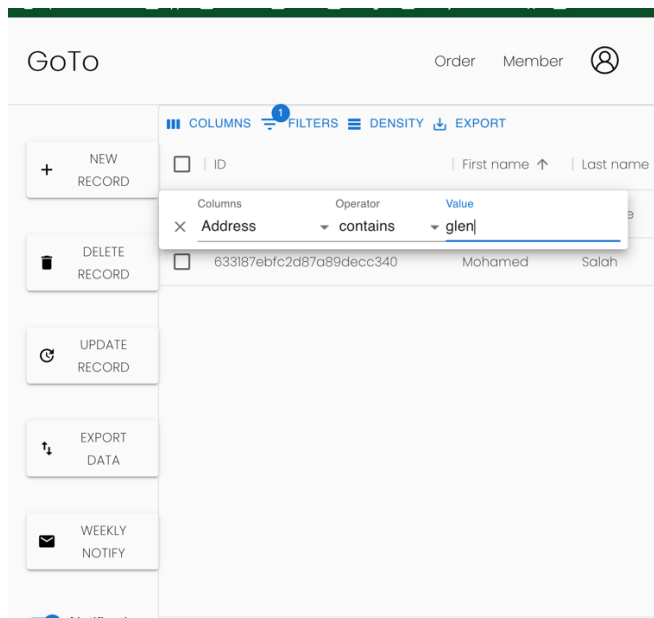 GoTo
Order Member
1
COLUMNS FILTERS DENSITY EXPORT
ID First name Last name
NEW
RECORD
Columns Operator Value
Address contains glen
DELETE
RECORD
633187ebfc2d87a89decc340 Mohamed Salah
UPDATE
RECORD
EXPORT
DATA
WEEKLY
NOTIFY